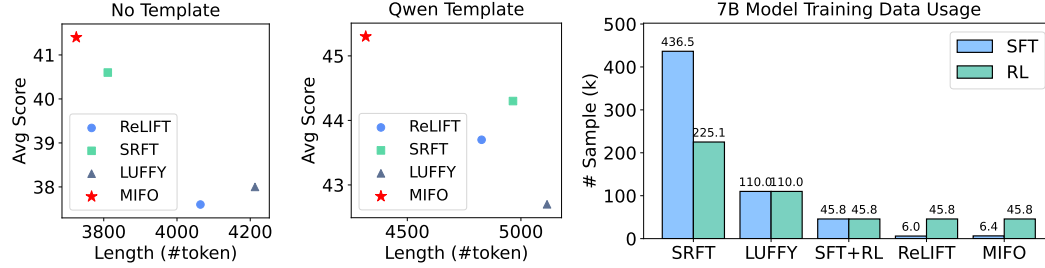 No Template
Avg Score
41
40
39
38
ReLIFT
SRFT
LUFFY
MIFO
3800 4000 4200
Length (#token)
Qwen Template
Avg Score
45
44
43
ReLIFT
SRFT
LUFFY
MIFO
4500 5000
Length (#token)
7B Model Training Data Usage
# Sample (k)
500
400
300
200
100
0
SFT
RL
436.5
225.1
110.0 110.0
45.8 45.8
6.0 45.8
6.4 45.8
SRFT LUFFY SFT+RL ReLIFT MIFO